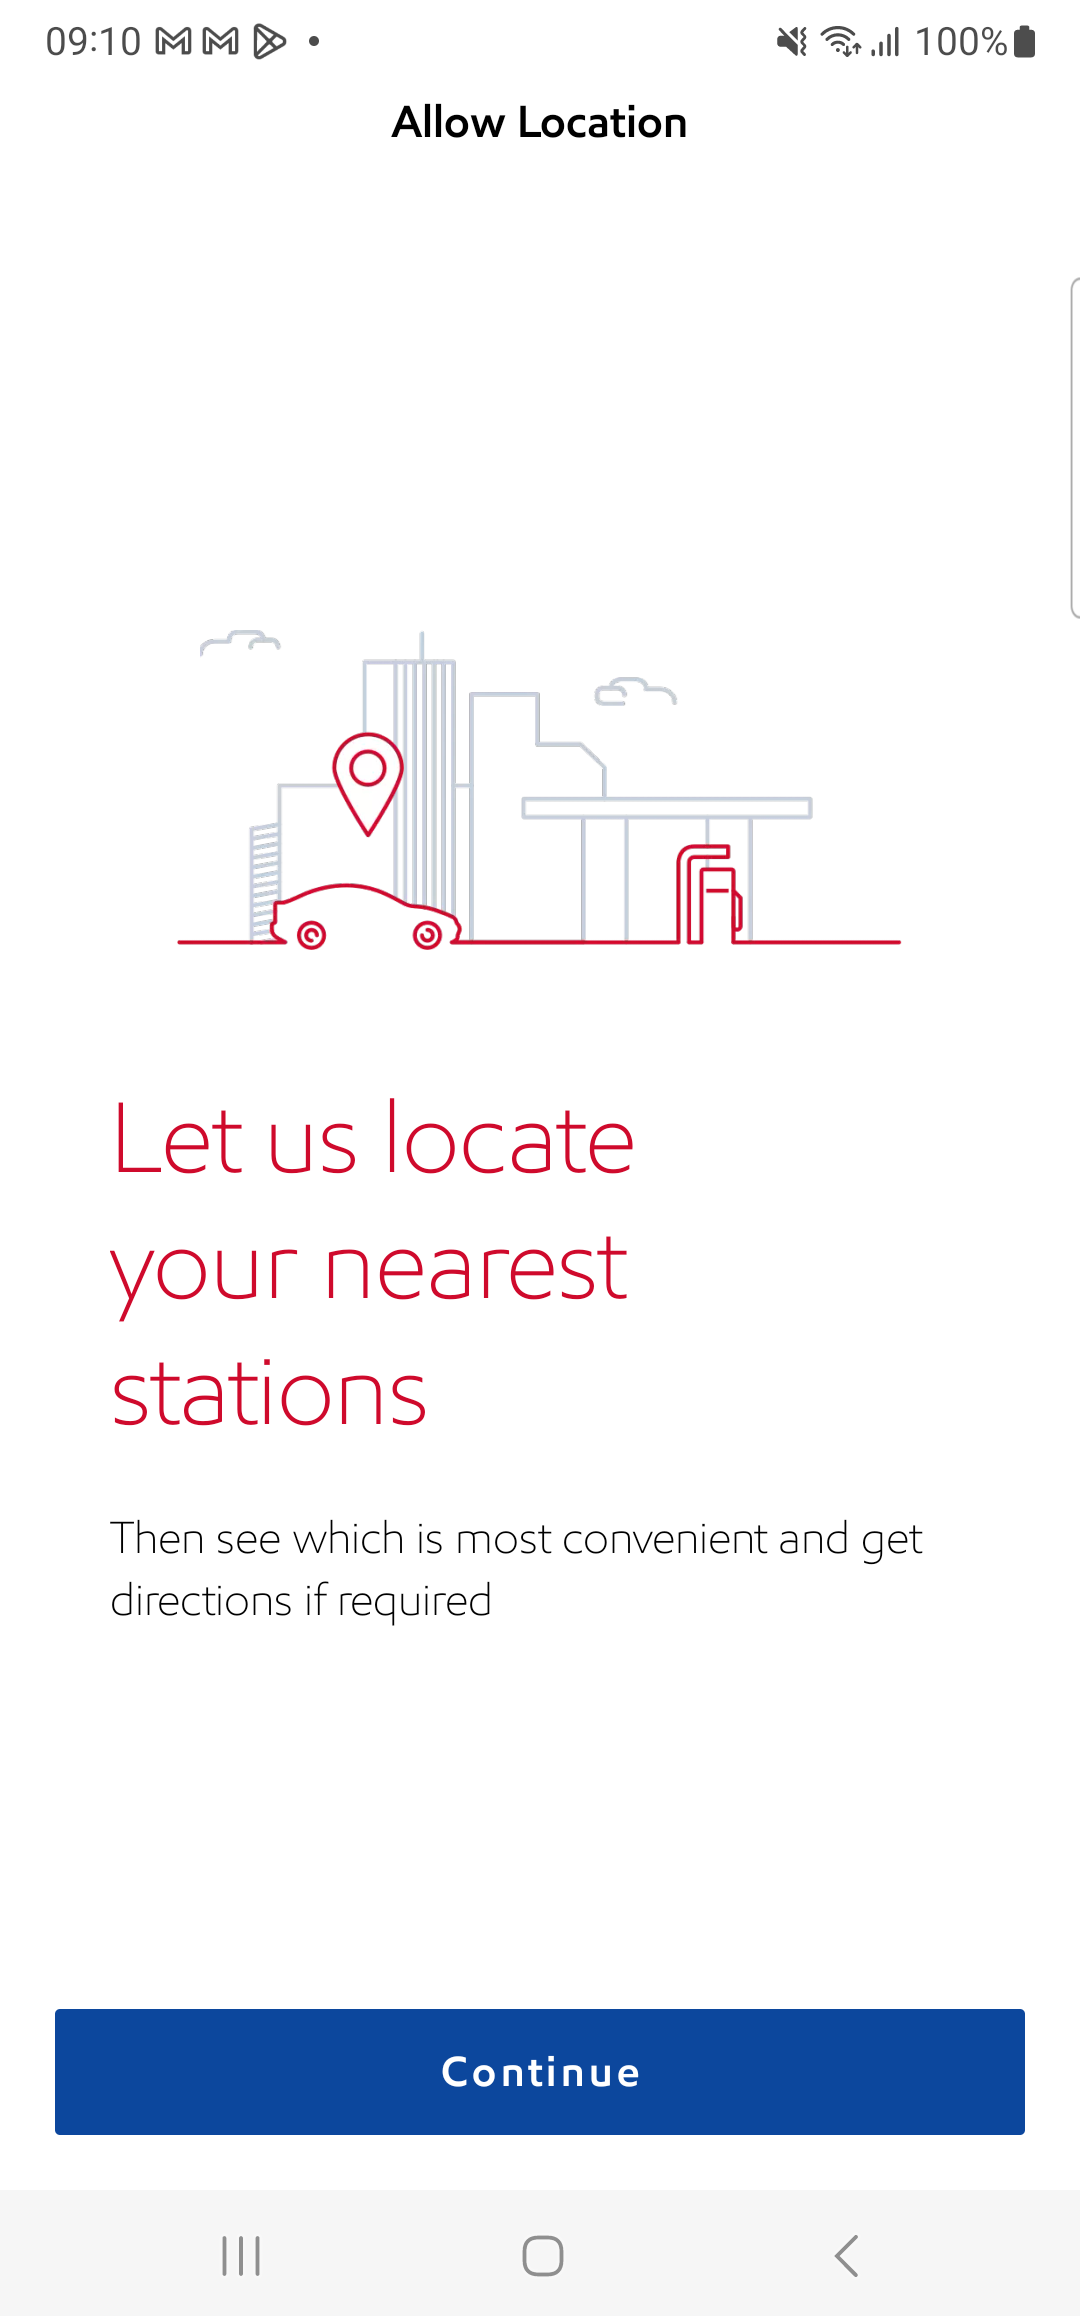 09:10 100%
Allow Location
Let us locate
your nearest
stations
Then see which is most convenient and get
directions if required
Continue